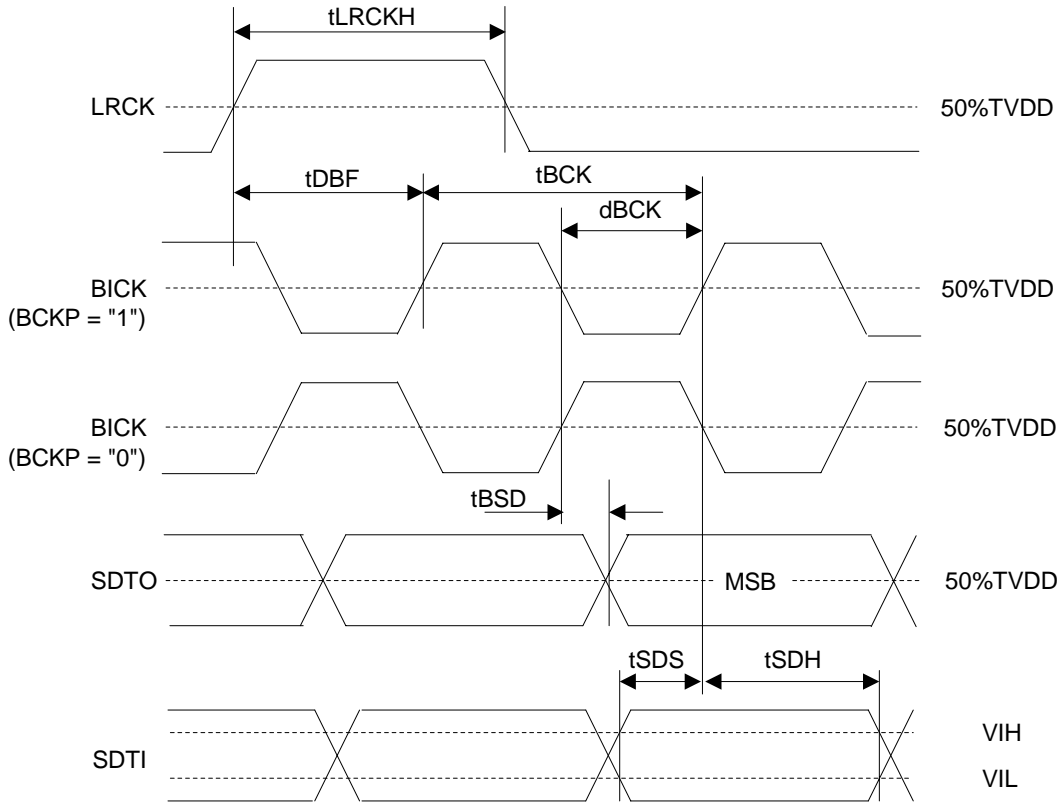 tLRCKH
LRCK
50%TVDD
tDBF
tBCK
dBCK
BICK
(BCKP = "1")
50%TVDD
BICK
(BCKP = "0")
50%TVDD
tBSD
SDTO
MSB
50%TVDD
tSDS
tSDH
SDTI
VIH
VIL